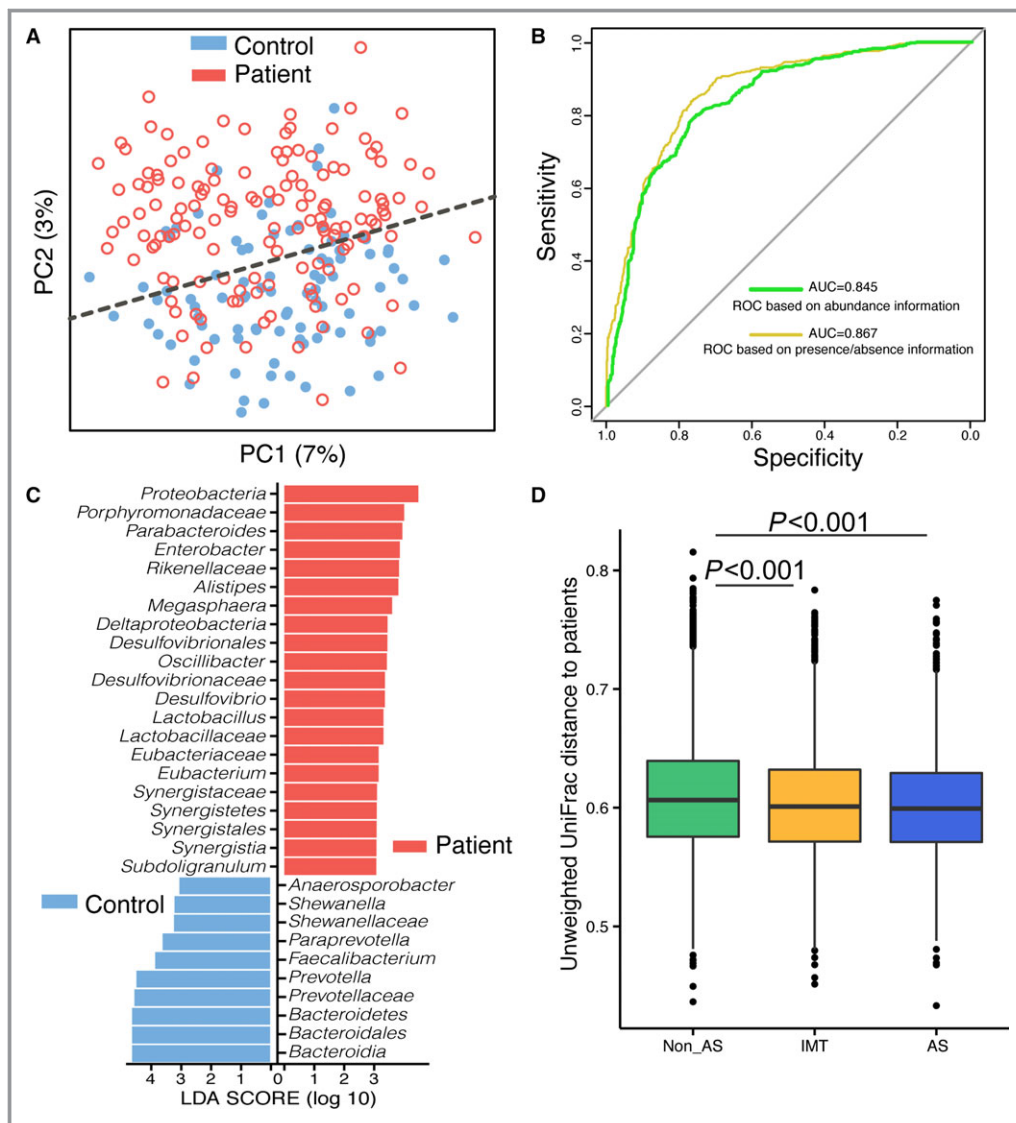 A
Control
Patient
PC2 (3%)
PC1 (7%)
B
Sensitivity
1.0
0.8
0.6
0.4
0.2
0.0
AUC=0.845
ROC based on abundance information
AUC=0.867
ROC based on presence/absence information
1.0 0.8 0.6 0.4 0.2 0.0
Specificity
C
Proteobacteria
Porphyromonadaceae
Parabacteroides
Enterobacter
Rikenellaceae
Alistipes
Megasphaera
Deltaproteobacteria
Desulfovibrionales
Oscillibacter
Desulfovibrionaceae
Desulfovibrio
Lactobacillus
Lactobacillaceae
Eubacteriaceae
Eubacterium
Synergistaceae
Synergistetes
Synergistales
Synergistia
Subdoligranulum
Patient
Control
Anaerosporobacter
Shewanella
Shewanellaceae
Paraprevotella
Faecalibacterium
Prevotella
Prevotellaceae
Bacteroidetes
Bacteroidales
Bacteroidia
4 3 2 1 0 0 1 2 3
LDA SCORE (log 10)
D
P<0.001
P<0.001
Unweighted UniFrac distance to patients
0.8
0.7
0.6
0.5
Non_AS IMT AS